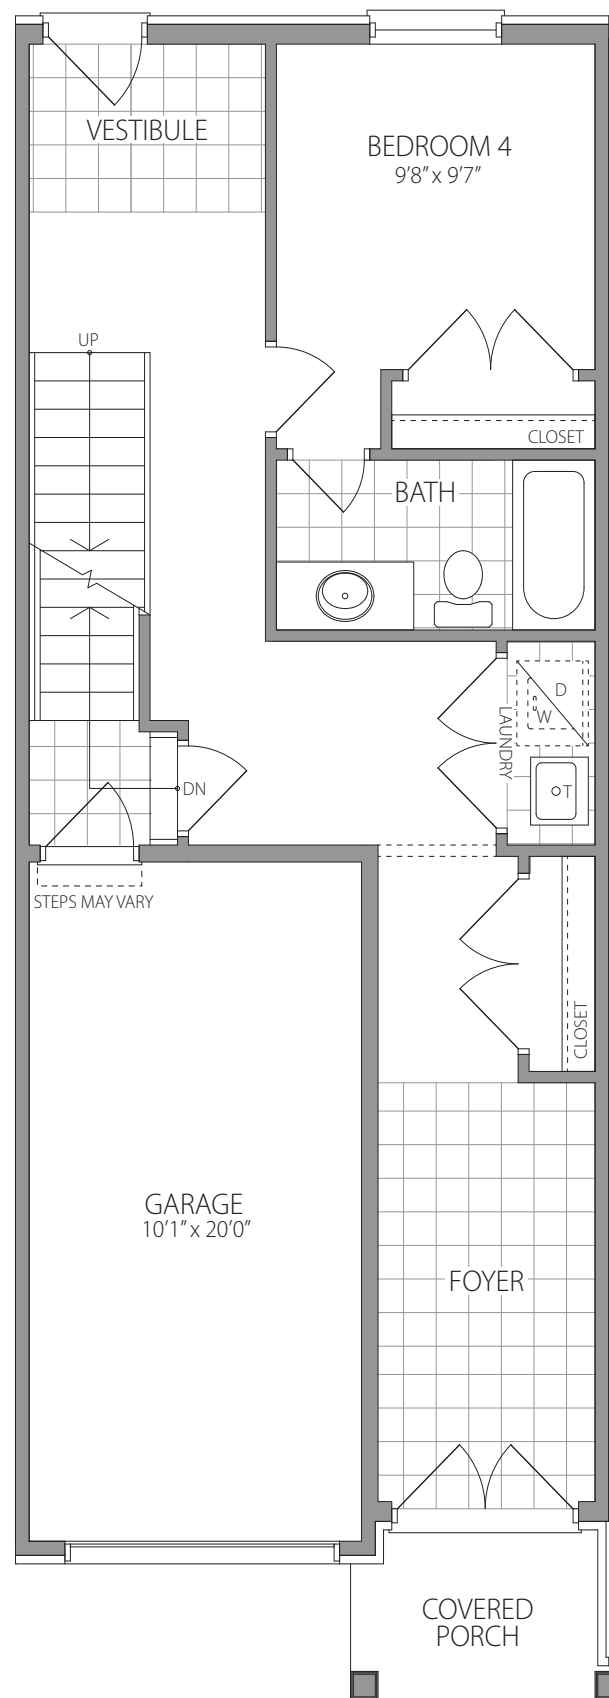 VESTIBULE
BEDROOM 4
9'8" x 9'7"
UP
CLOSET
BATH
D
W
LAUNDRY
T
DN
STEPS MAY VARY
CLOSET
GARAGE
10'1" x 20'0"
FOYER
COVERED
PORCH